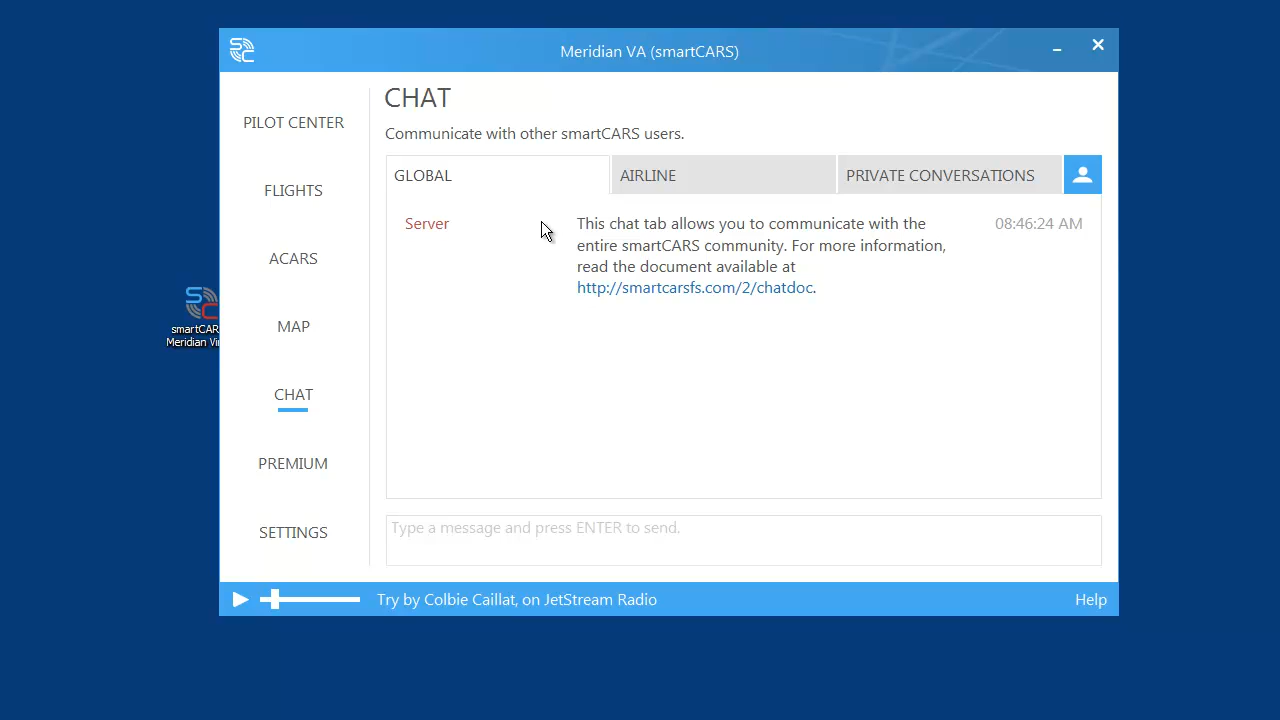 Meridian VA (smartCARS)
CHAT
Communicate with other smartCARS users.
PILOT CENTER
FLIGHTS
ACARS
MAP
CHAT
PREMIUM
SETTINGS
GLOBAL
AIRLINE
PRIVATE CONVERSATIONS
Server
This chat tab allows you to communicate with the
entire smartCARS community. For more information,
read the document available at
http://smartcarsfs.com/2/chatdoc.
08:46:24 AM
Type a message and press ENTER to send.
Try by Colbie Caillat, on JetStream Radio
Help
smartCAR
Meridian Vi